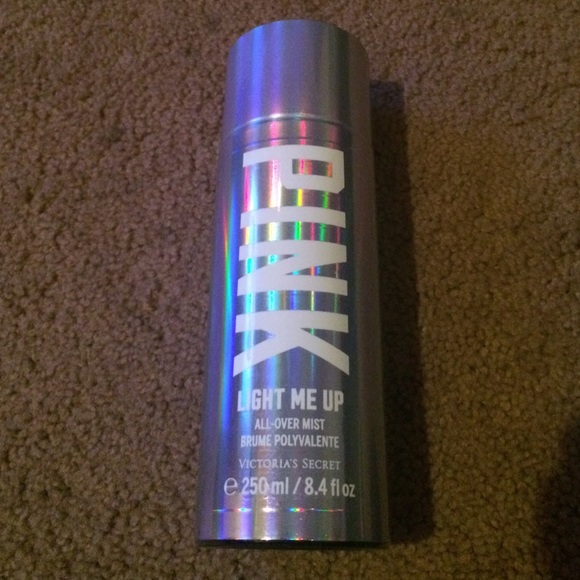 PINK
LIGHT ME UP
ALL-OVER MIST
BRUME POLYVALENTE
VICTORIA'S SECRET
℮ 250 ml / 8.4 fl oz